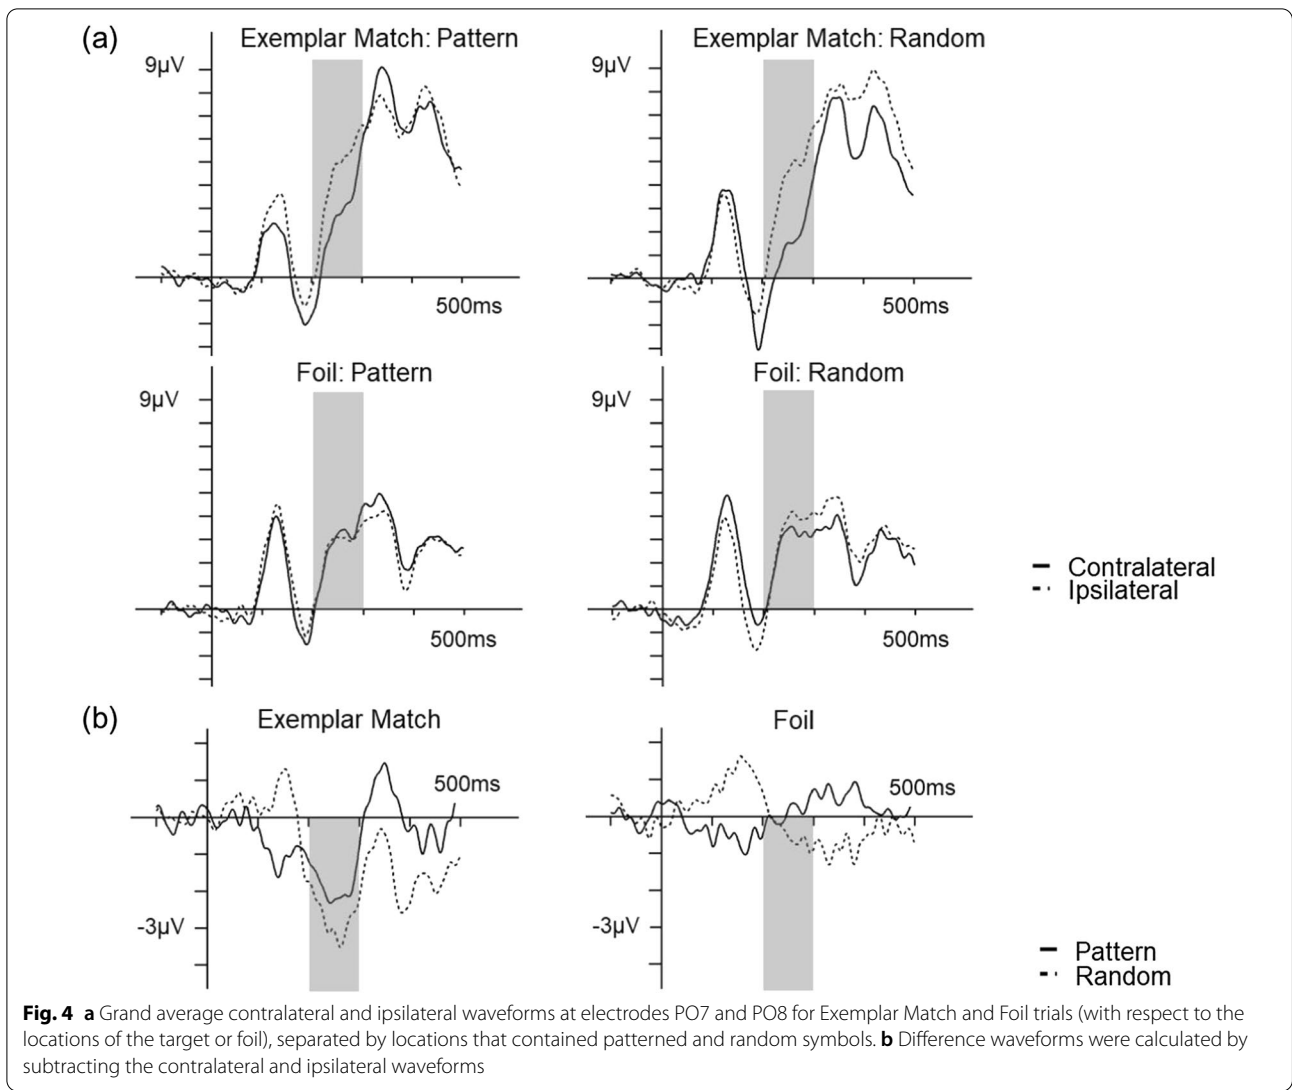 (a)
Exemplar Match: Pattern
Exemplar Match: Random
9µV
9µV
500ms
500ms
Foil: Pattern
Foil: Random
9µV
9µV
Contralateral
Ipsilateral
500ms
500ms
(b)
Exemplar Match
Foil
500ms
500ms
-3µV
-3µV
Pattern
Random
Fig. 4 a Grand average contralateral and ipsilateral waveforms at electrodes PO7 and PO8 for Exemplar Match and Foil trials (with respect to the
locations of the target or foil), separated by locations that contained patterned and random symbols. b Difference waveforms were calculated by
subtracting the contralateral and ipsilateral waveforms